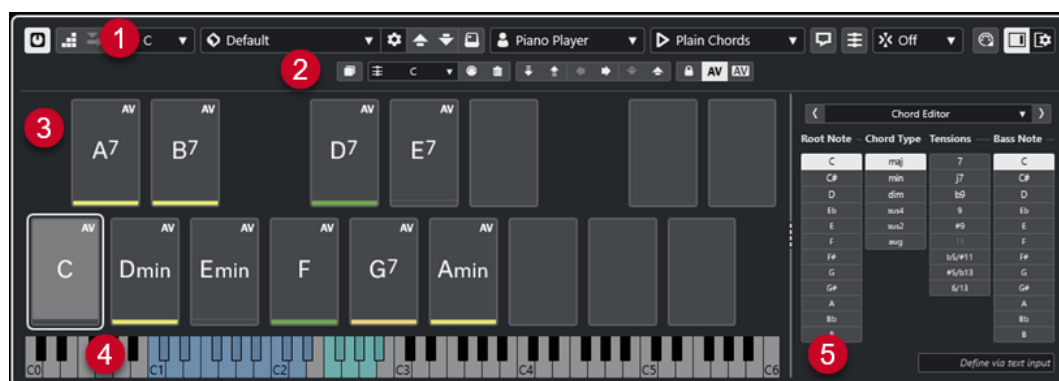 1 C Default Piano Player Plain Chords Off
2 C AV AV
3
AV AV AV AV
A7 B7 D7 E7
AV AV AV AV AV AV
C Dmin Emin F G7 Amin
4
C0 C1 C2 C3 C4 C5 C6
Chord Editor
Root Note Chord Type Tensions Bass Note
C maj 7 C
C# min j7 C#
D dim b9 D
Eb sus4 9 Eb
E sus2 #9 E
F aug 11 F
F# b5/#11 F#
G #5/b13 G
G# 6/13 G#
A A
Bb Bb
B B
5
Define via text input